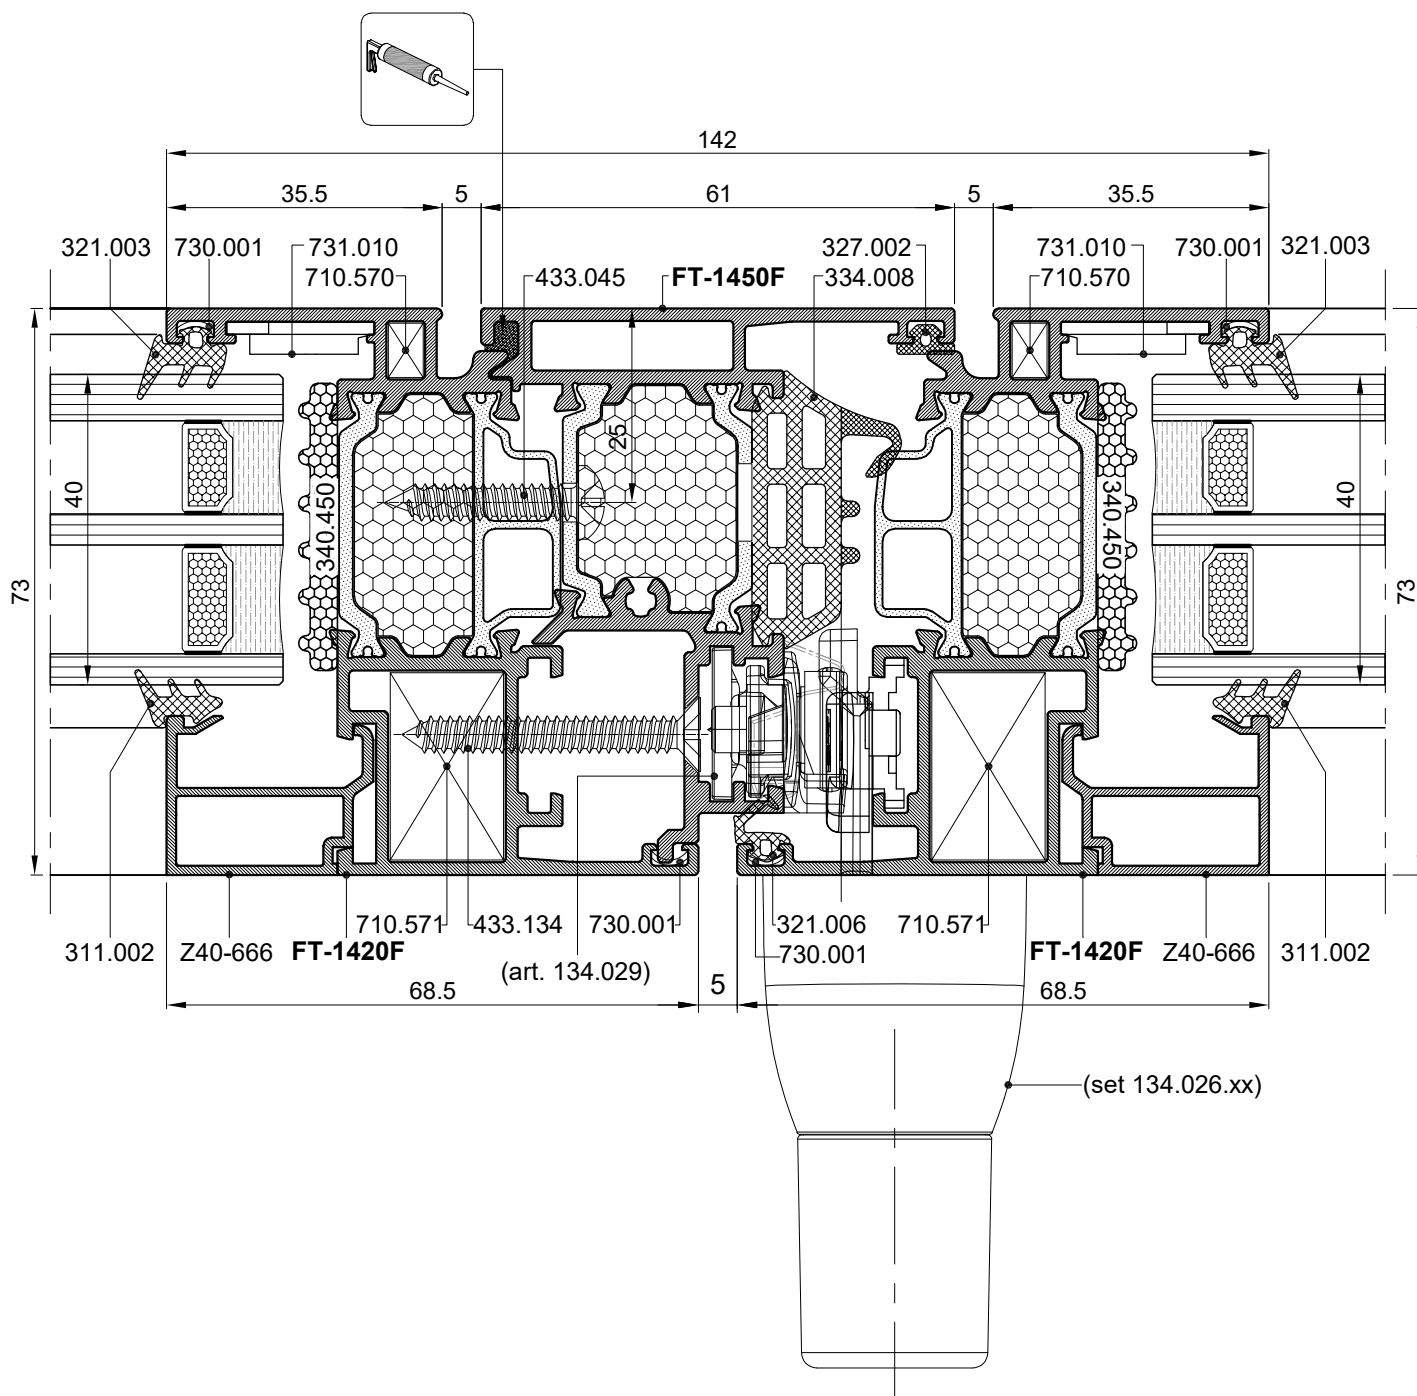 142
35.5 5 61 5 35.5
321.003 730.001 731.010 327.002 731.010 730.001 321.003
710.570 433.045 FT-1450F 334.008 710.570
25
40 340.450 340.450 40
73 73
710.571 433.134 730.001 321.006 710.571
311.002 Z40-666 FT-1420F (art. 134.029) 730.001 FT-1420F Z40-666 311.002
68.5 5 68.5
(set 134.026.xx)